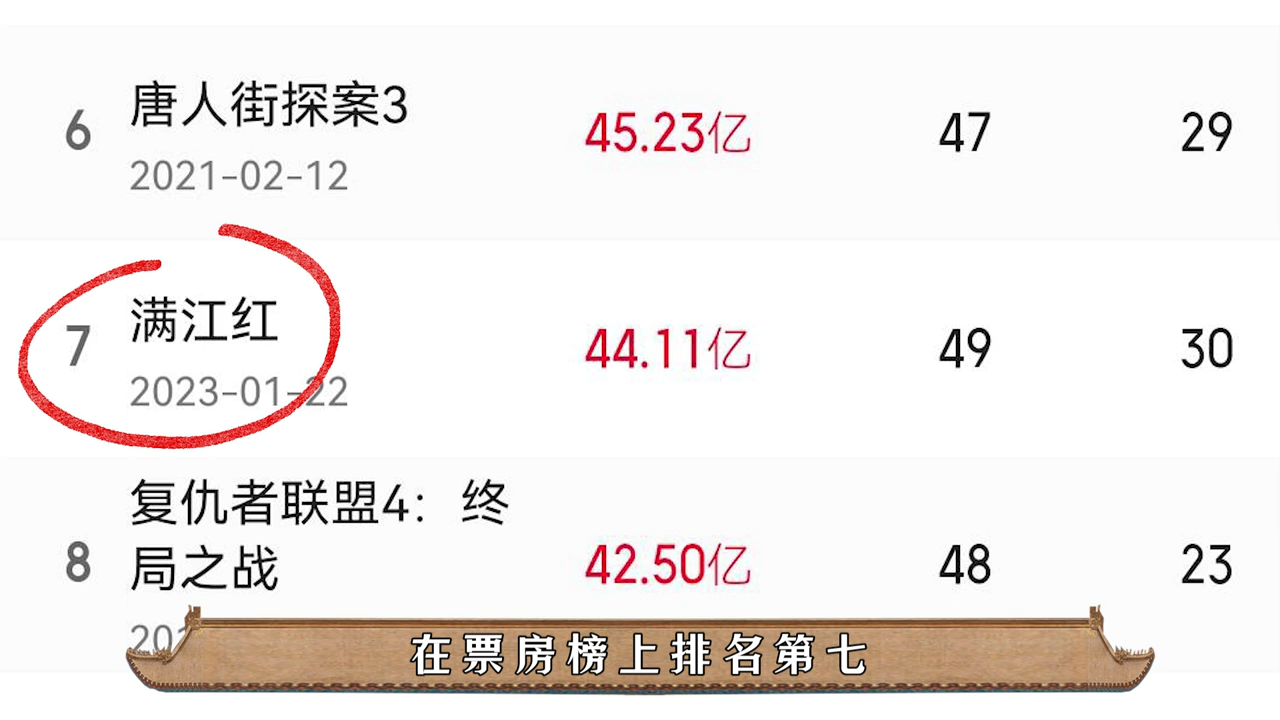 6 唐人街探案3 45.23亿 47 29
2021-02-12
7 满江红 44.11亿 49 30
2023-01-22
复仇者联盟4：终
8 局之战 42.50亿 48 23
201
在票房榜上排名第七